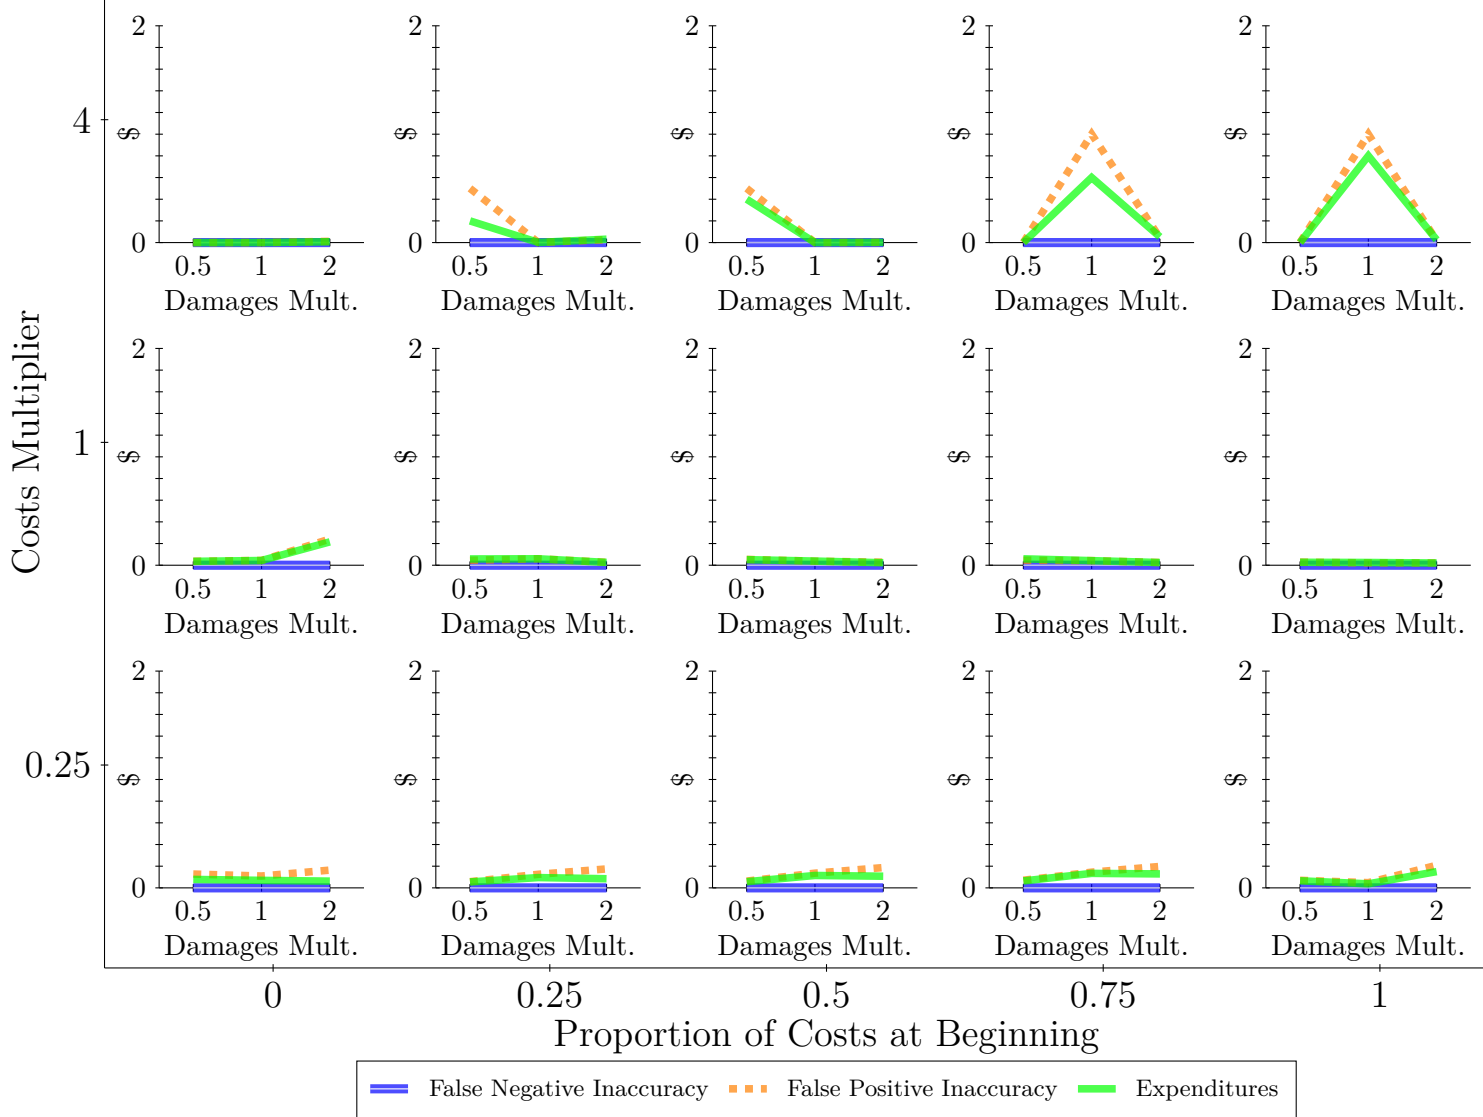 2 2 2 2 2
4 $ $ $ $ $
0 0 0 0 0
0.5 1 2 0.5 1 2 0.5 1 2 0.5 1 2 0.5 1 2
Damages Mult. Damages Mult. Damages Mult. Damages Mult. Damages Mult.
Costs Multiplier
2 2 2 2 2
1 $ $ $ $ $
0 0 0 0 0
0.5 1 2 0.5 1 2 0.5 1 2 0.5 1 2 0.5 1 2
Damages Mult. Damages Mult. Damages Mult. Damages Mult. Damages Mult.
2 2 2 2 2
0.25 $ $ $ $ $
0 0 0 0 0
0.5 1 2 0.5 1 2 0.5 1 2 0.5 1 2 0.5 1 2
Damages Mult. Damages Mult. Damages Mult. Damages Mult. Damages Mult.
0 0.25 0.5 0.75 1
Proportion of Costs at Beginning
False Negative Inaccuracy False Positive Inaccuracy Expenditures